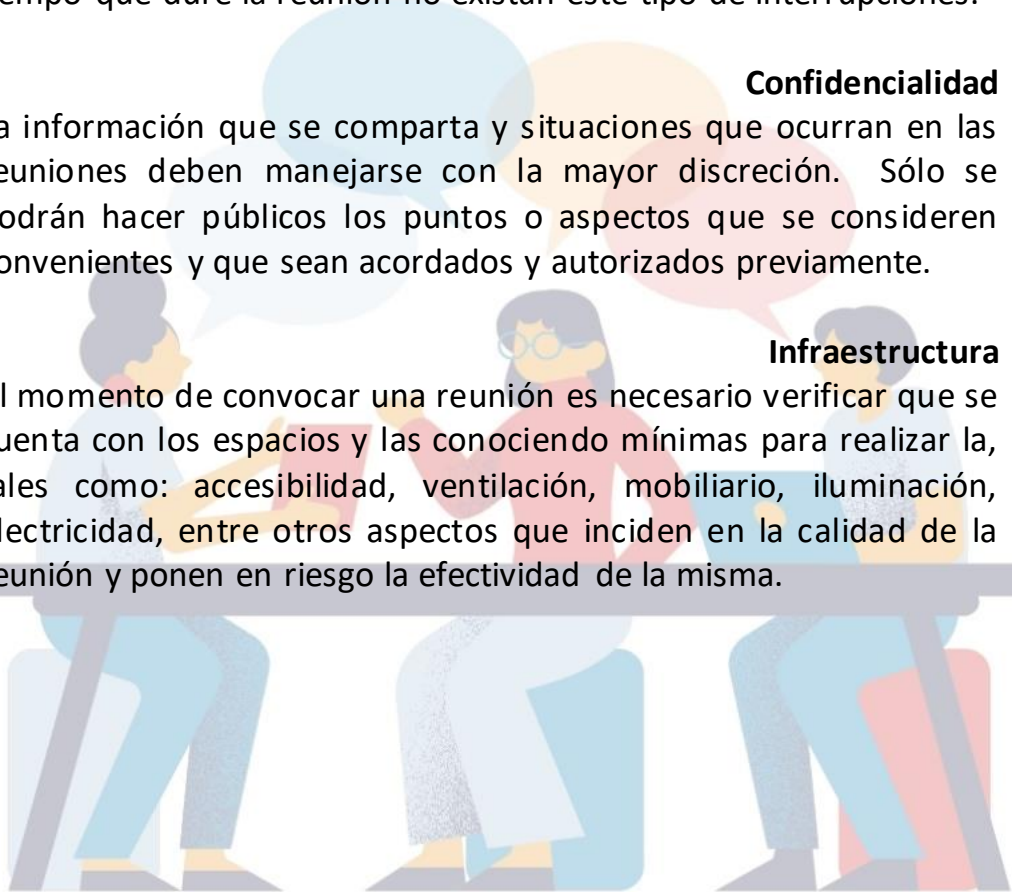 empo que dure la reunión no existan este tipo de interrupciones.
Confidencialidad
a información que se comparta y situaciones que ocurran en las
euniones deben manejarse con la mayor discreción. Sólo se
odrán hacer públicos los puntos o aspectos que se consideren
onvenientes y que sean acordados y autorizados previamente.
Infraestructura
l momento de convocar una reunión es necesario verificar que se
uenta con los espacios y las conociendo mínimas para realizar la,
ales como: accesibilidad, ventilación, mobiliario, iluminación,
lectricidad, entre otros aspectos que inciden en la calidad de la
eunión y ponen en riesgo la efectividad de la misma.